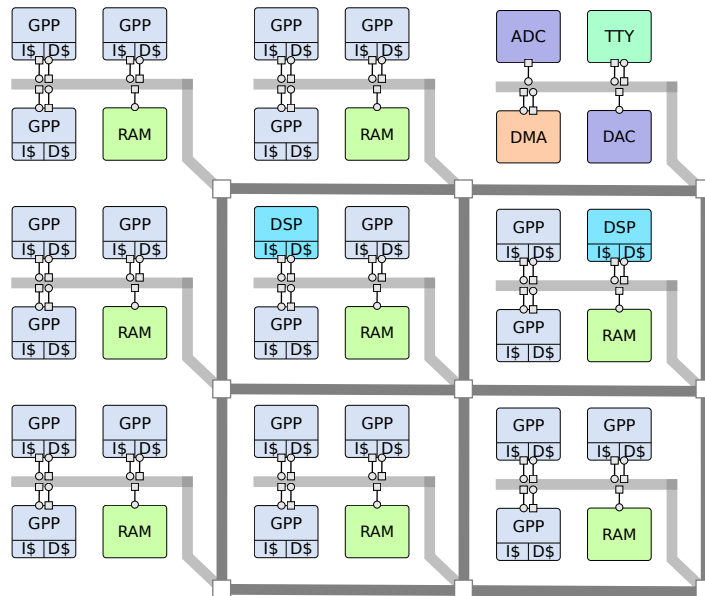 GPP GPP GPP GPP ADC TTY
I$ D$ I$ D$ I$ D$ I$ D$
GPP RAM GPP RAM DMA DAC
I$ D$ I$ D$
GPP GPP DSP GPP GPP DSP
I$ D$ I$ D$ I$ D$ I$ D$ I$ D$ I$ D$
GPP RAM GPP RAM GPP RAM
I$ D$ I$ D$ I$ D$
GPP GPP GPP GPP GPP GPP
I$ D$ I$ D$ I$ D$ I$ D$ I$ D$ I$ D$
GPP RAM GPP RAM GPP RAM
I$ D$ I$ D$ I$ D$